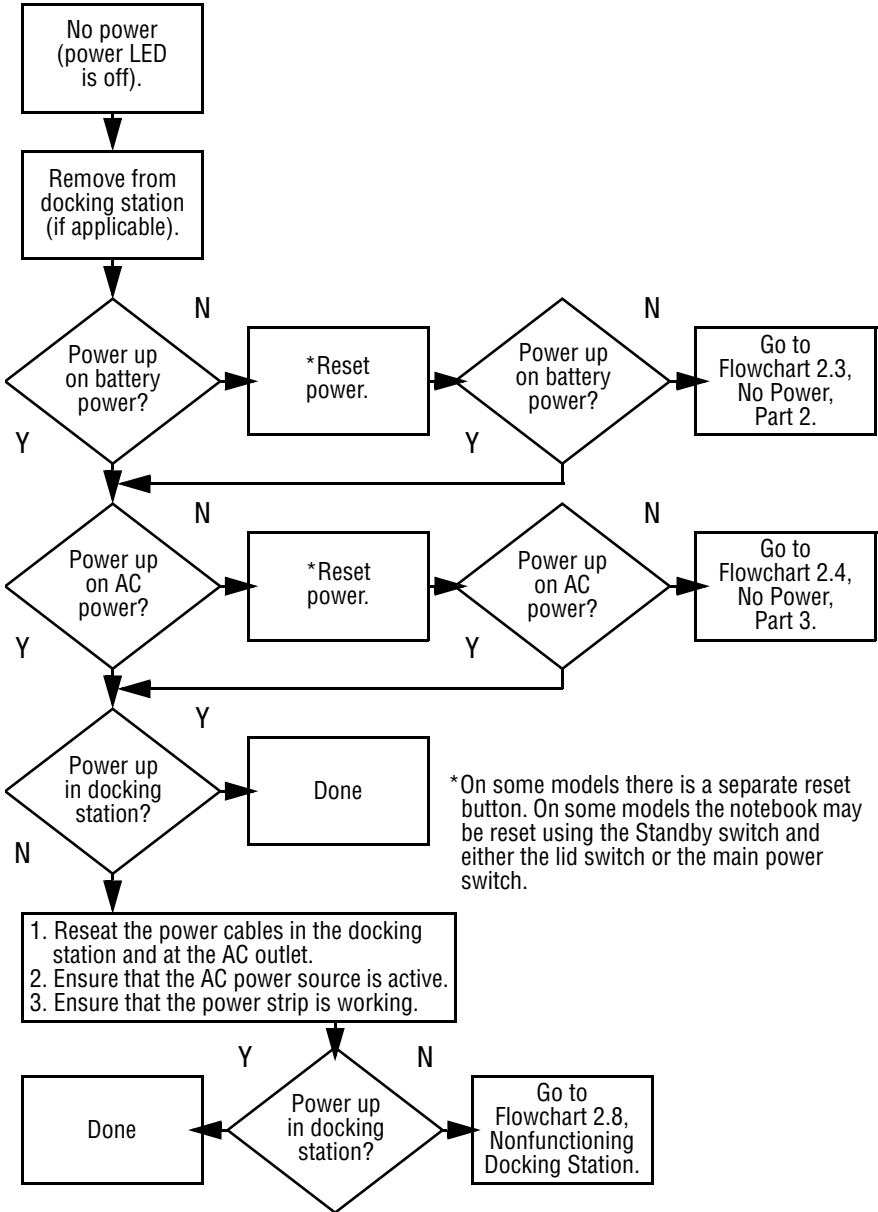 No power
(power LED
is off).
Remove from
docking station
(if applicable).
N
Power up
on battery
power?
Y
*Reset
power.
N
Power up
on battery
power?
Y
Go to
Flowchart 2.3,
No Power,
Part 2.
N
Power up
on AC
power?
Y
*Reset
power.
N
Power up
on AC
power?
Y
Go to
Flowchart 2.4,
No Power,
Part 3.
Y
Power up
in docking
station?
N
Done
*On some models there is a separate reset
button. On some models the notebook may
be reset using the Standby switch and
either the lid switch or the main power
switch.
1. Reseat the power cables in the docking
station and at the AC outlet.
2. Ensure that the AC power source is active.
3. Ensure that the power strip is working.
Y
N
Done
Power up
in docking
station?
Go to
Flowchart 2.8,
Nonfunctioning
Docking Station.